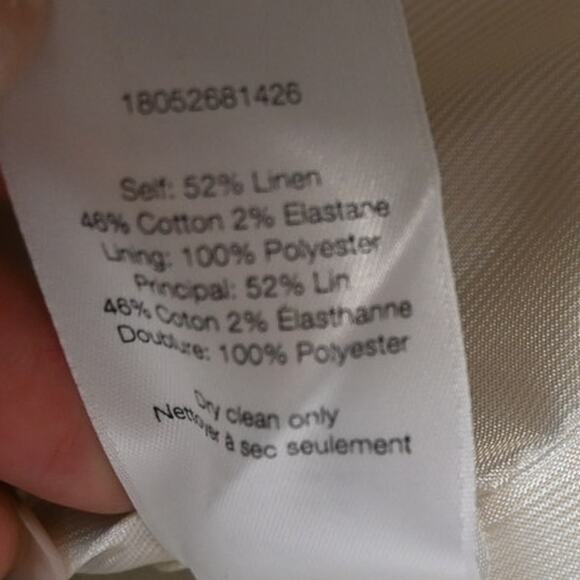 18052681426
Self: 52% Linen
46% Cotton 2% Elastane
Lining: 100% Polyester
Principal: 52% Lin
46% Coton 2% Élasthanne
Doublure: 100% Polyester
Dry clean only
Nettoyer à sec seulement